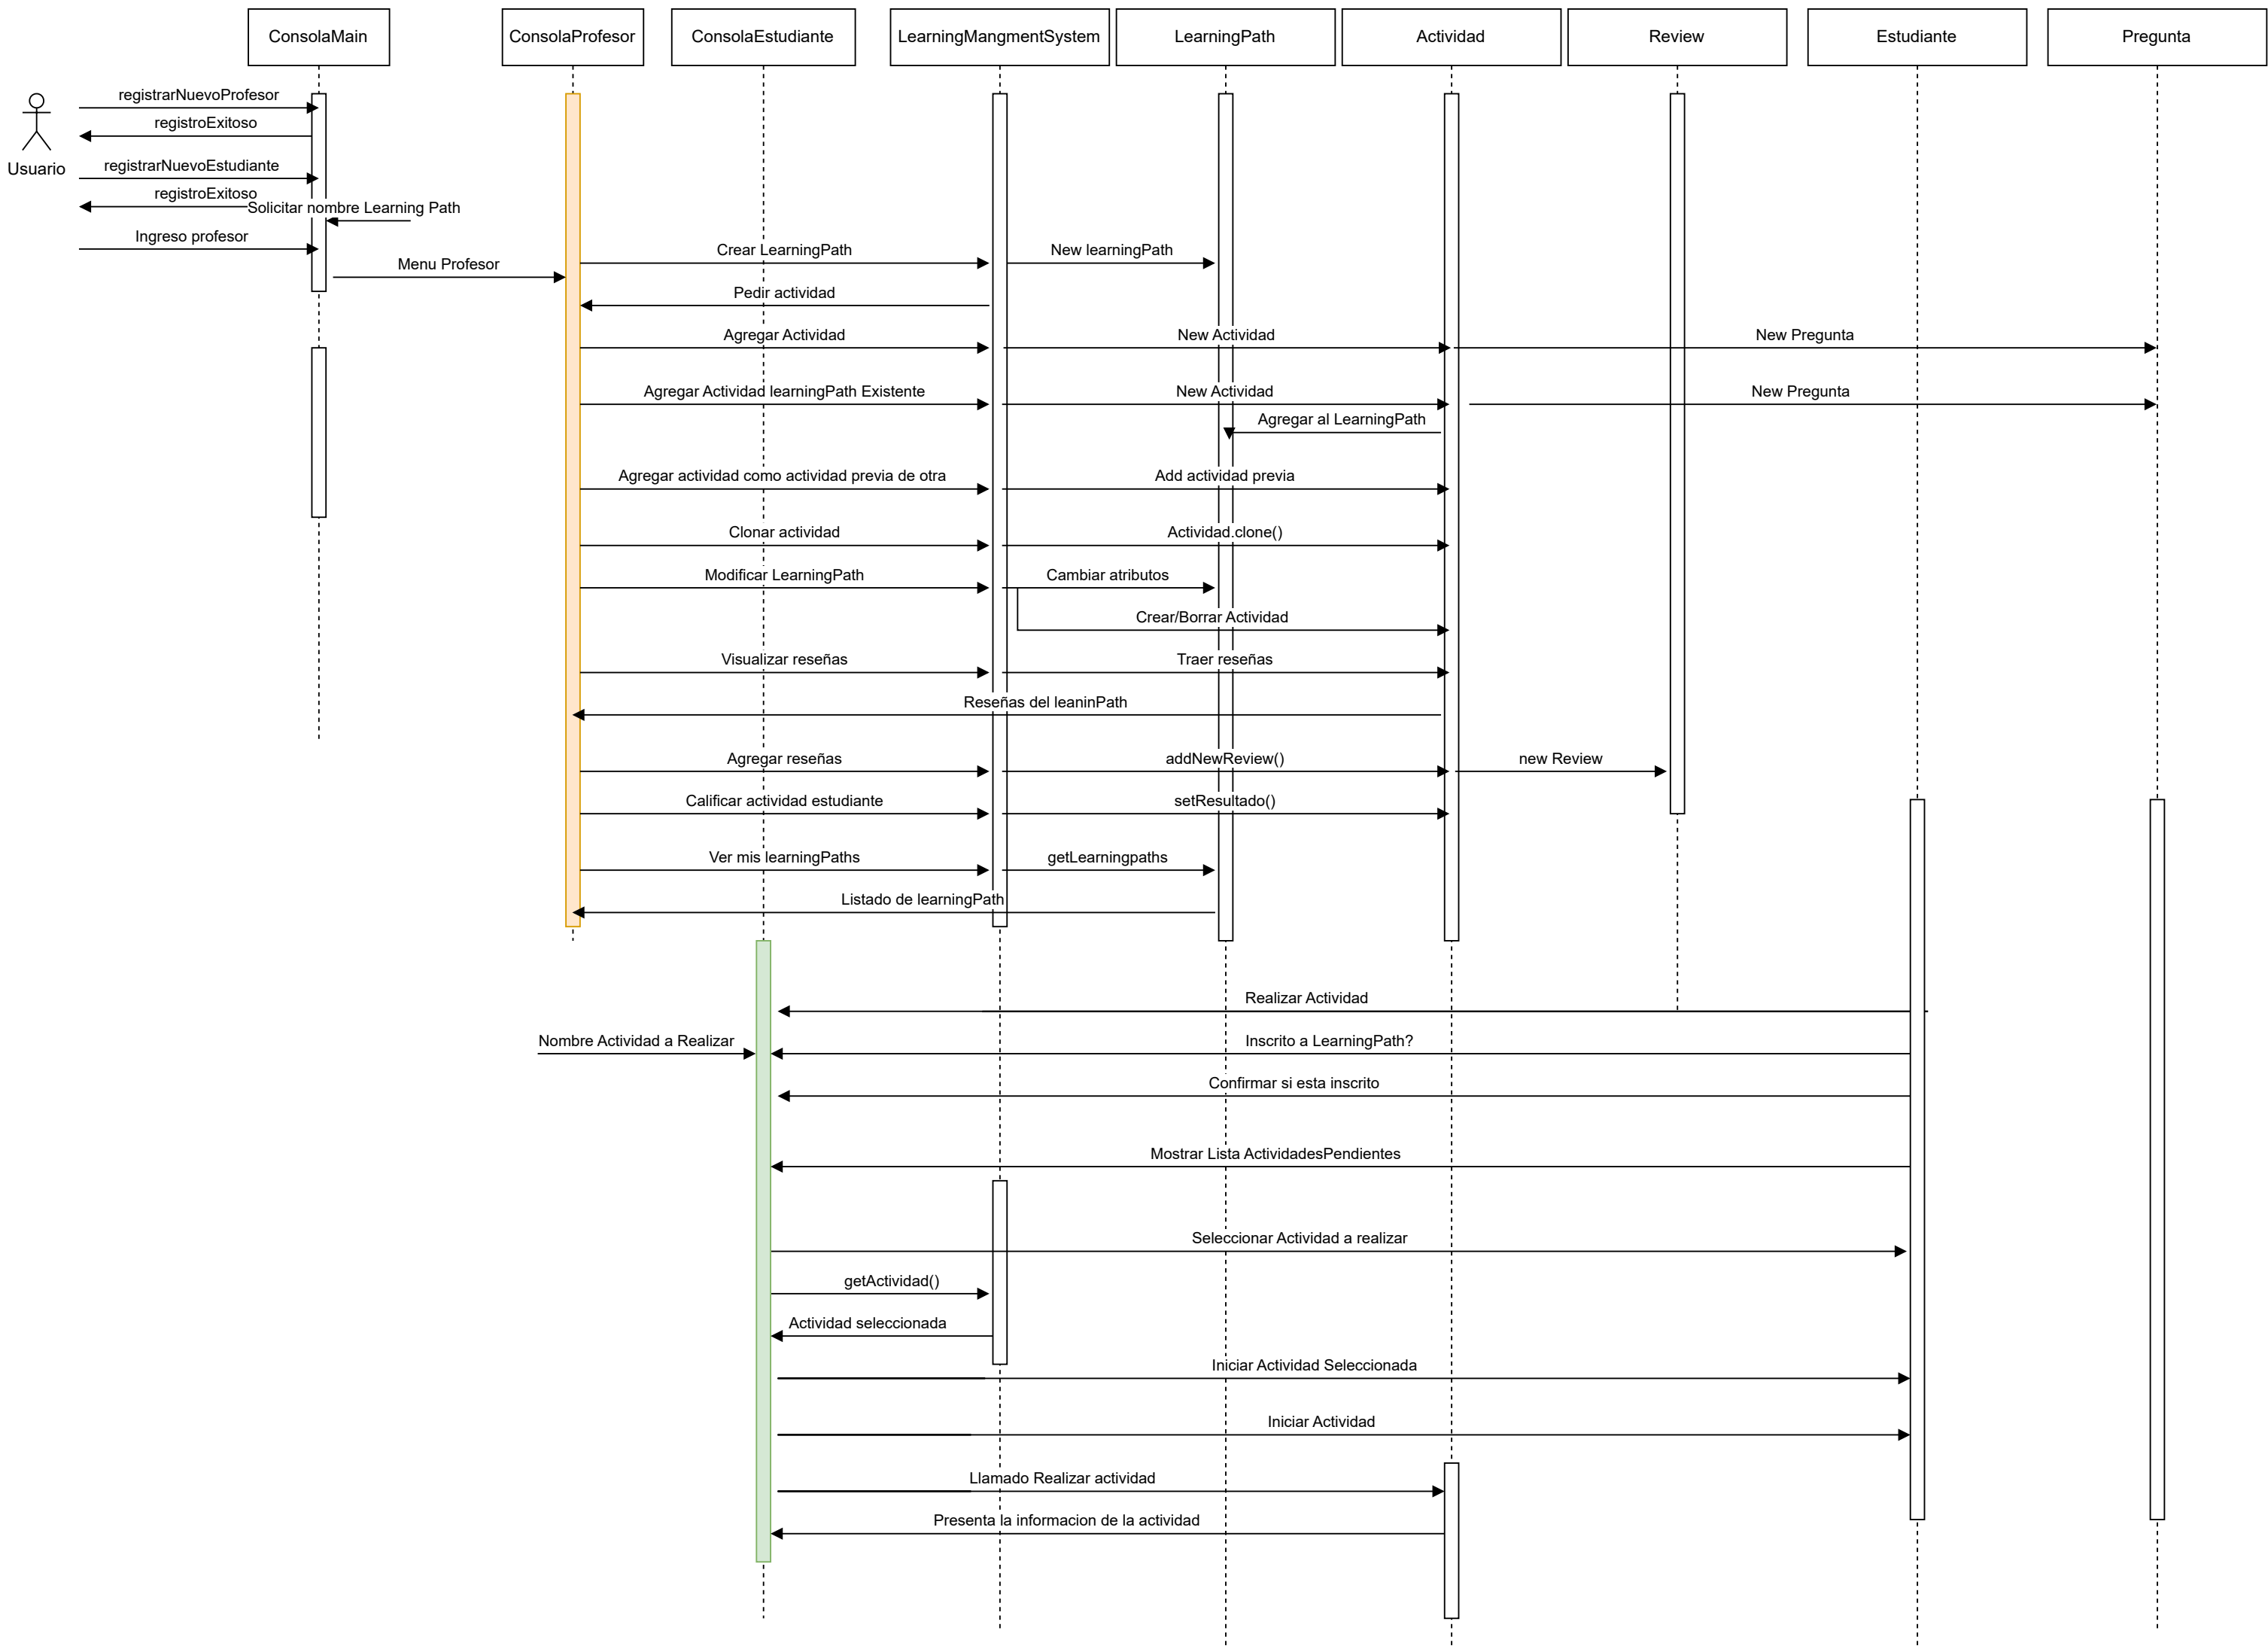 ConsolaMain
ConsolaProfesor
ConsolaEstudiante
LearningMangmentSystem
LearningPath
Actividad
Review
Estudiante
Pregunta
Usuario
registrarNuevoProfesor
registroExitoso
registrarNuevoEstudiante
registroExitoso
Solicitar nombre Learning Path
Ingreso profesor
Menu Profesor
Crear LearningPath
New learningPath
Pedir actividad
Agregar Actividad
New Actividad
New Pregunta
Agregar Actividad learningPath Existente
New Actividad
New Pregunta
Agregar al LearningPath
Agregar actividad como actividad previa de otra
Add actividad previa
Clonar actividad
Actividad.clone()
Modificar LearningPath
Cambiar atributos
Crear/Borrar Actividad
Visualizar reseñas
Traer reseñas
Reseñas del leaninPath
Agregar reseñas
addNewReview()
new Review
Calificar actividad estudiante
setResultado()
Ver mis learningPaths
getLearningpaths
Listado de learningPath
Realizar Actividad
Nombre Actividad a Realizar
Inscrito a LearningPath?
Confirmar si esta inscrito
Mostrar Lista ActividadesPendientes
Seleccionar Actividad a realizar
getActividad()
Actividad seleccionada
Iniciar Actividad Seleccionada
Iniciar Actividad
Llamado Realizar actividad
Presenta la informacion de la actividad